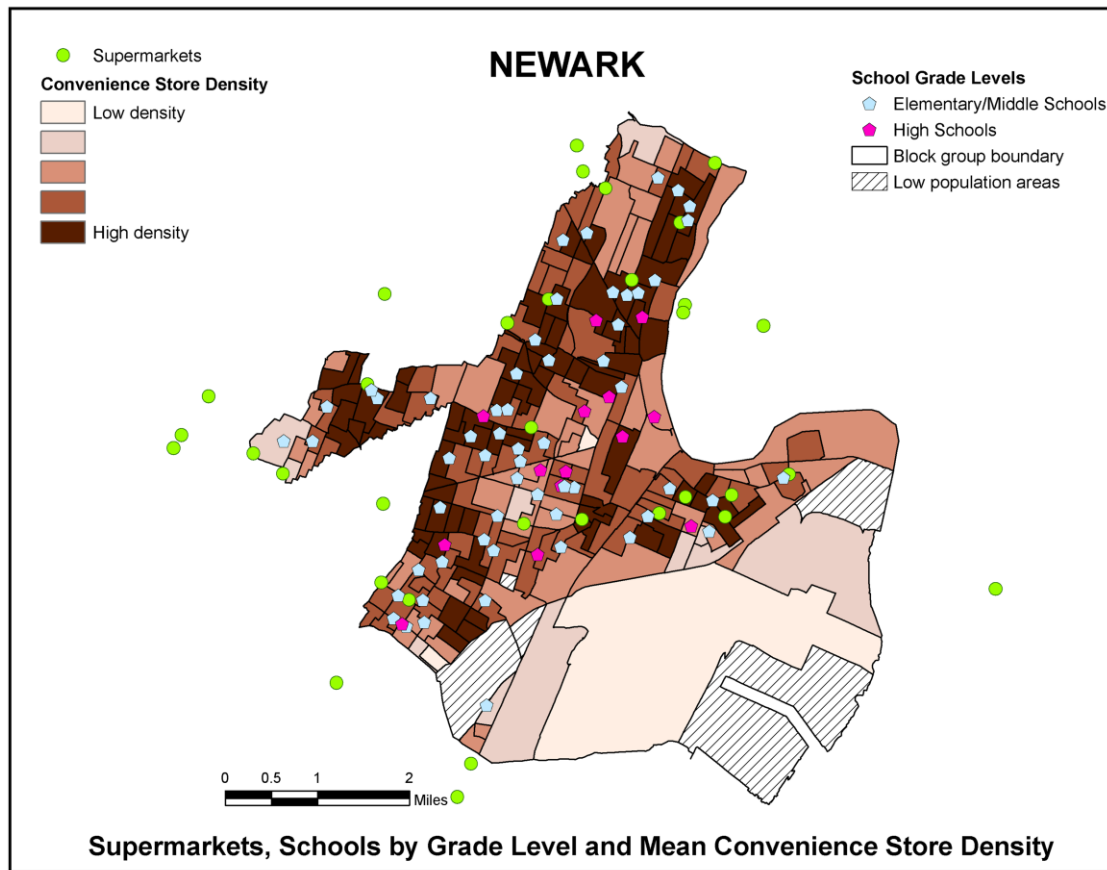 NEWARK
Supermarkets
Convenience Store Density
Low density
High density
School Grade Levels
Elementary/Middle Schools
High Schools
Block group boundary
Low population areas
0 0.5 1 2
Miles
Supermarkets, Schools by Grade Level and Mean Convenience Store Density